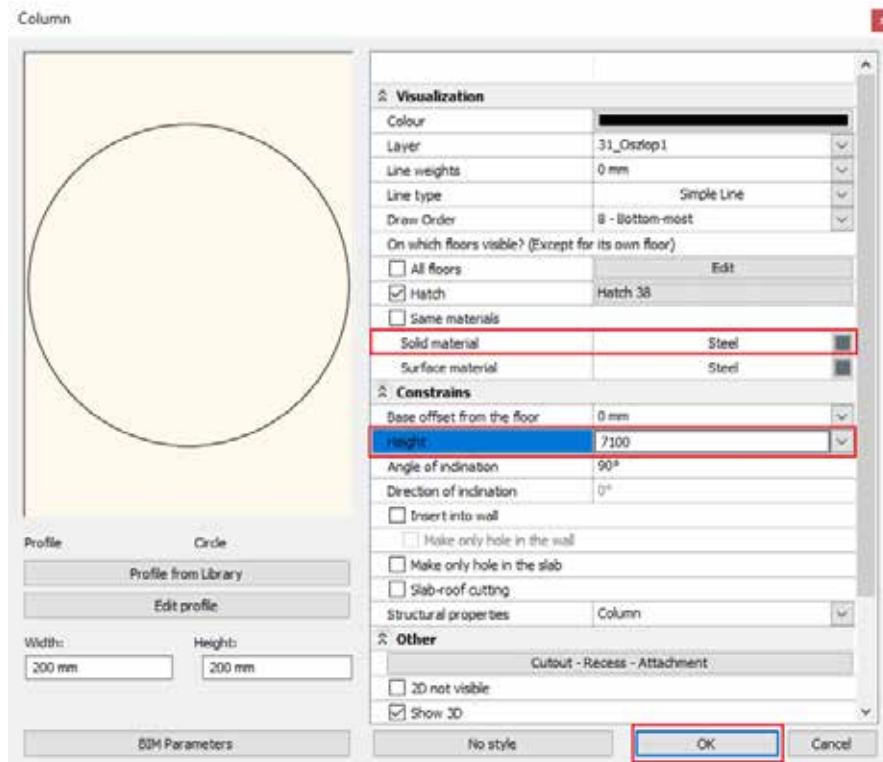 Column
Visualization
Colour
Layer 31_Oszlop1
Line weights 0 mm
Line type Simple Line
Draw Order 8 - Bottom-most
On which floors visible? (Except for its own floor)
All floors Edit
Hatch Hatch 38
Same materials
Solid material Steel
Surface material Steel
Constrains
Base offset from the floor 0 mm
Height 7100
Angle of indination 90°
Direction of indination 0°
Insert into wall
Make only hole in the wall
Make only hole in the slab
Slab-roof cutting
Structural properties Column
Other
Cutout - Recess - Attachment
2D not visible
Show 3D
Profile Circle
Profile from Library
Edit profile
Width: Height:
200 mm 200 mm
BIM Parameters No style OK Cancel